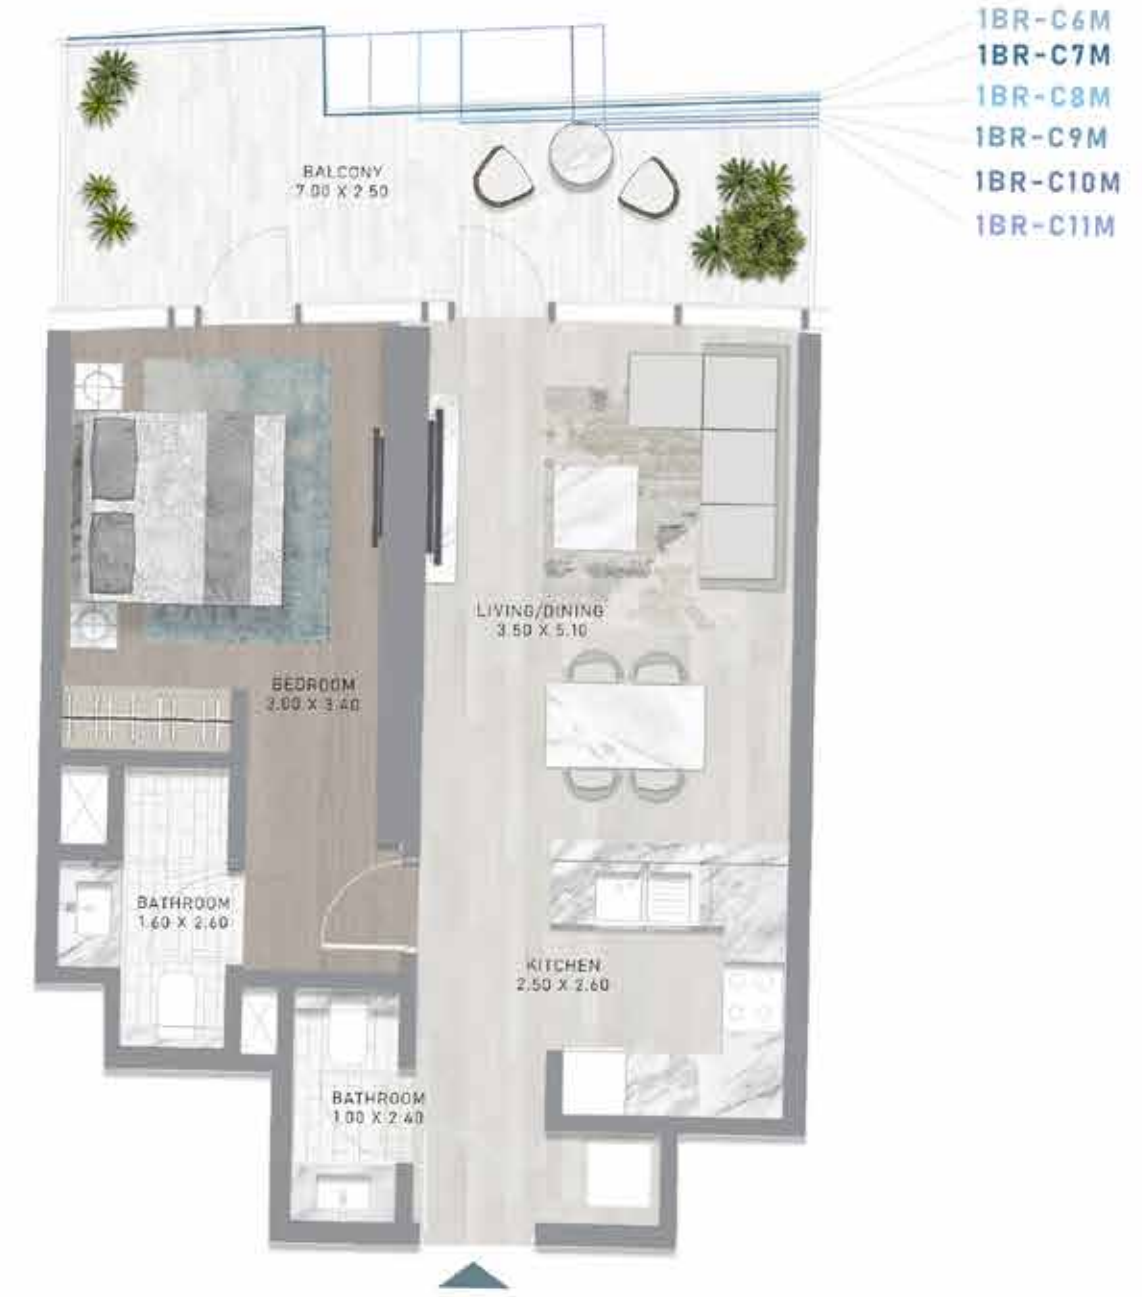 1BR-C6M
1BR-C7M
1BR-C8M
1BR-C9M
1BR-C10M
1BR-C11M
BALCONY
7.00 X 2.50
LIVING/DINING
3.50 X 5.10
BEDROOM
3.00 X 3.40
BATHROOM
1.60 X 2.60
KITCHEN
2.50 X 2.60
BATHROOM
1.00 X 2.40